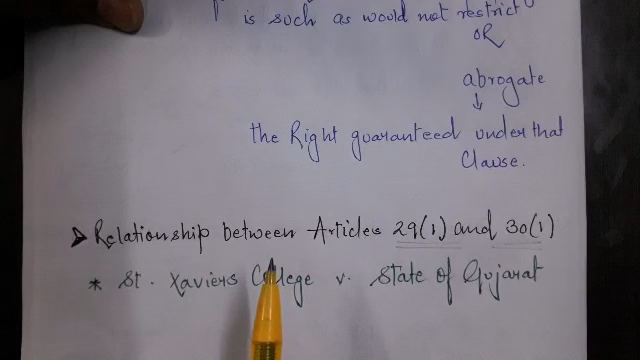 is such as would not restrict
OR
abrogate
↓
the Right guaranteed under that
Clause.
➤ Relationship between Articles 29(1) and 30(1)
* St. Xaviers College v. State of Gujarat